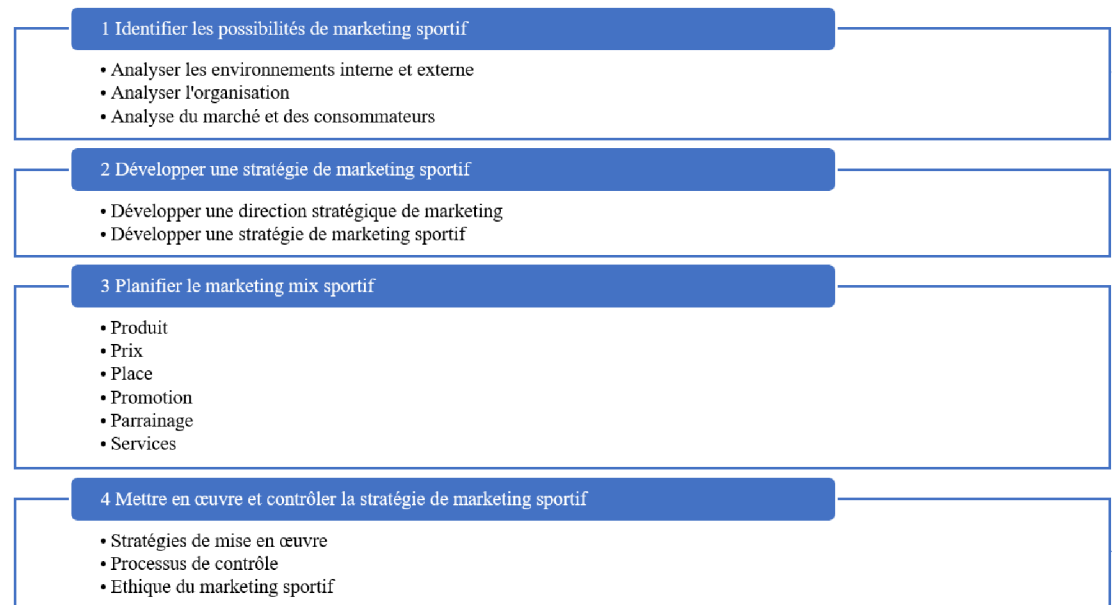 1 Identifier les possibilités de marketing sportif
• Analyser les environnements interne et externe
• Analyser l'organisation
• Analyse du marché et des consommateurs
2 Développer une stratégie de marketing sportif
• Développer une direction stratégique de marketing
• Développer une stratégie de marketing sportif
3 Planifier le marketing mix sportif
• Produit
• Prix
• Place
• Promotion
• Parrainage
• Services
4 Mettre en œuvre et contrôler la stratégie de marketing sportif
• Stratégies de mise en œuvre
• Processus de contrôle
• Ethique du marketing sportif